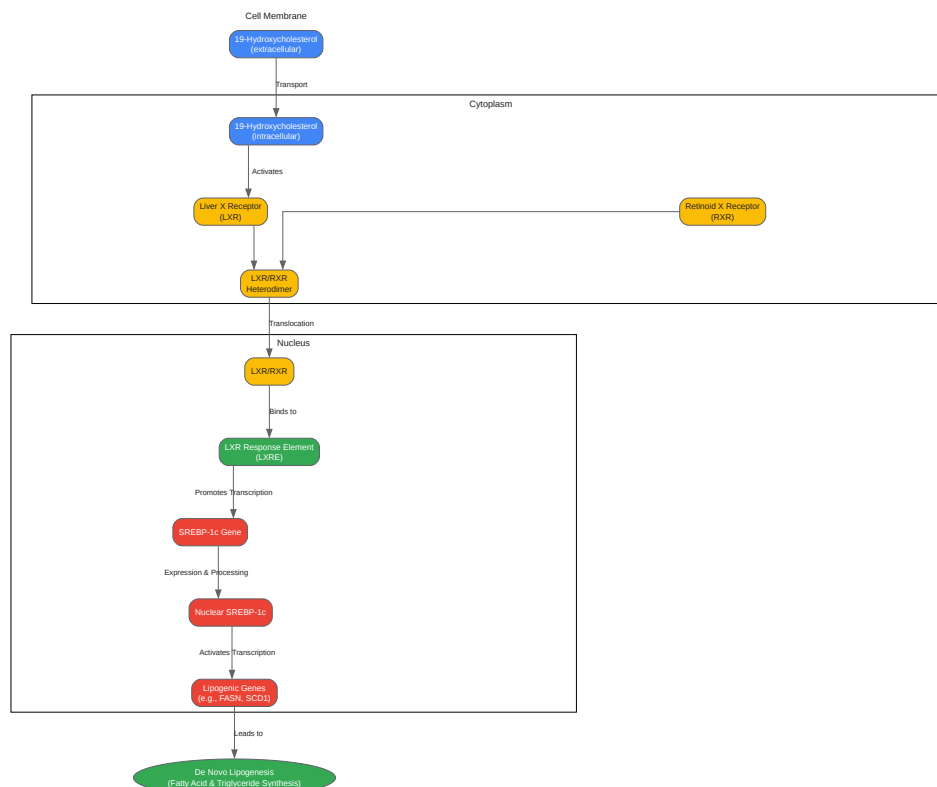 Cell Membrane
19-Hydroxycholesterol
(extracellular)
Transport
Cytoplasm
19-Hydroxycholesterol
(intracellular)
Activates
Liver X Receptor
(LXR)
Retinoid X Receptor
(RXR)
LXR/RXR
Heterodimer
Translocation
Nucleus
LXR/RXR
Binds to
LXR Response Element
(LXRE)
Promotes Transcription
SREBP-1c Gene
Expression & Processing
Nuclear SREBP-1c
Activates Transcription
Lipogenic Genes
(e.g., FASN, SCD1)
Leads to
De Novo Lipogenesis
(Fatty Acid & Triglyceride Synthesis)